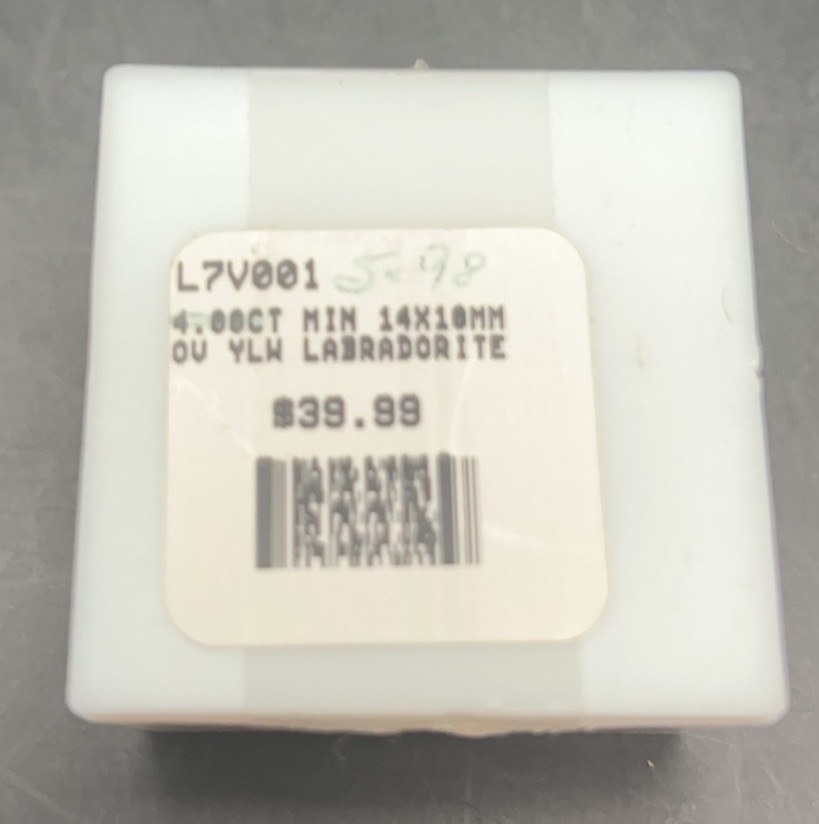 L7V001 5.98
4.00CT MIN 14X10MM
OV YLW LABRADORITE
$39.99